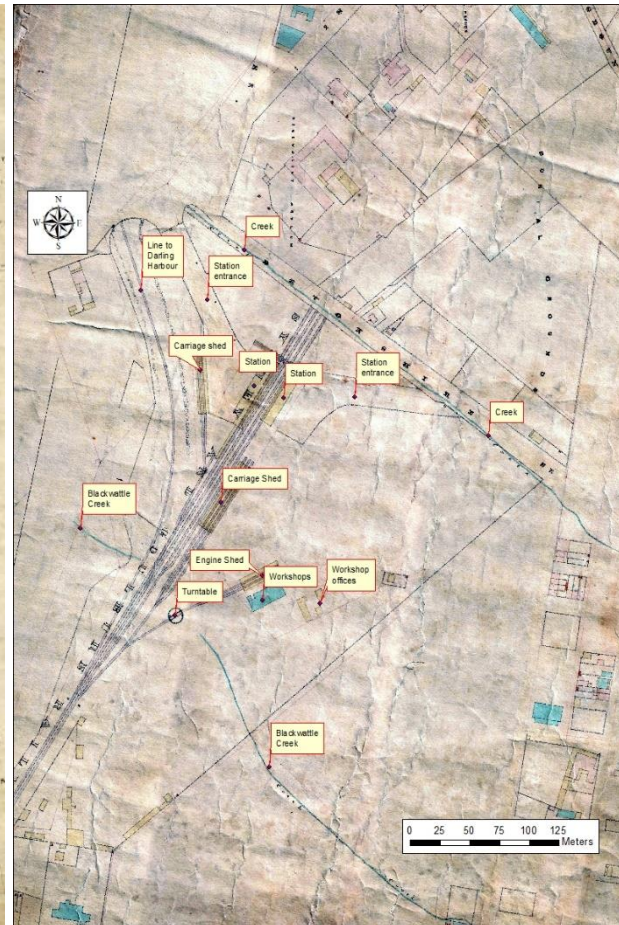 N
W E
S
Creek
Line to
Darling
Harbour
Station
entrance
Carriage shed
Station
Station
Station
entrance
Creek
Carriage Shed
Blackwattle
Creek
Engine Shed
Workshops
Workshop
offices
Turntable
Blackwattle
Creek
0 25 50 75 100 125
Meters